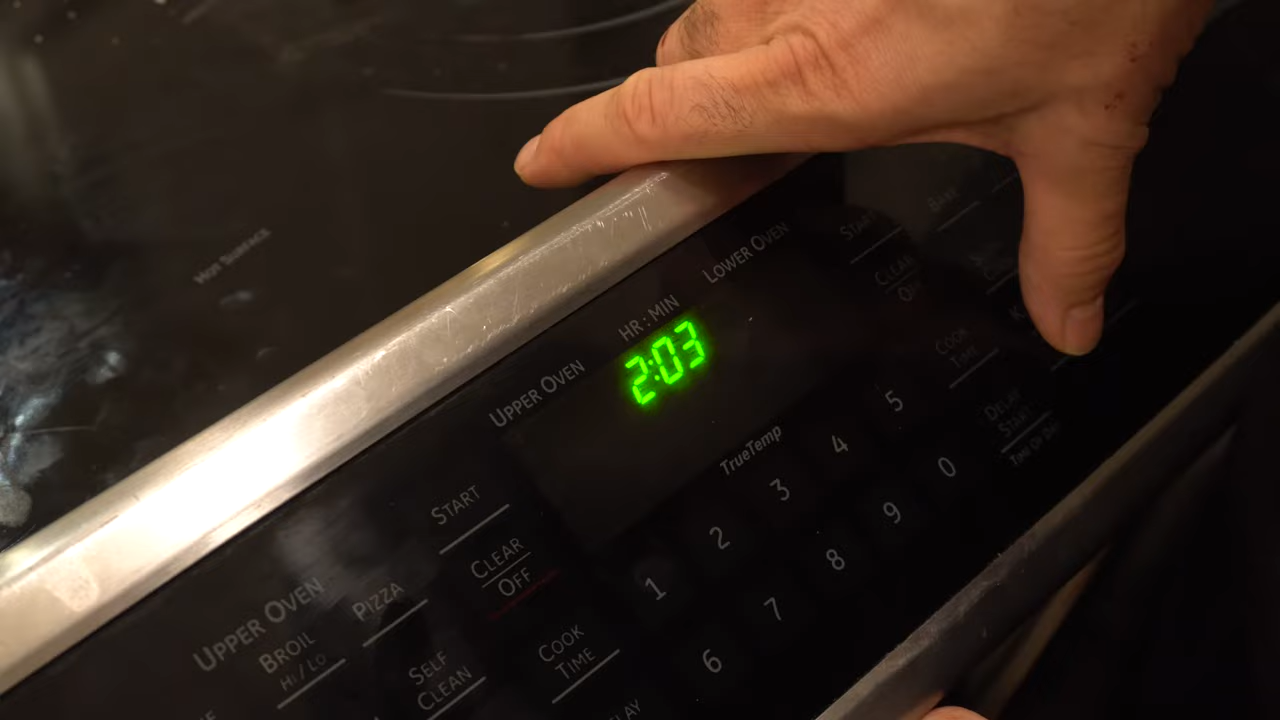 HOT SURFACE
UPPER OVEN
HR : MIN
LOWER OVEN
2:03
TrueTemp
START
CLEAR
OFF
UPPER OVEN
BROIL
HI / LO
PIZZA
SELF
CLEAN
COOK
TIME
1 2 3 4 5
6 7 8 9 0
START
CLEAR
OFF
BAKE
COOK
TIME
DELAY
START